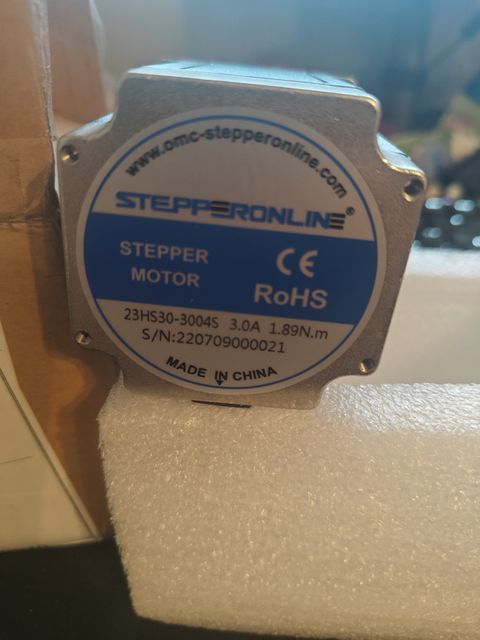 www.omc-stepperonline.com
STEPPERONLINE®
STEPPER
MOTOR
CE
RoHS
23HS30-3004S 3.0A 1.89N.m
S/N:220709000021
MADE IN CHINA